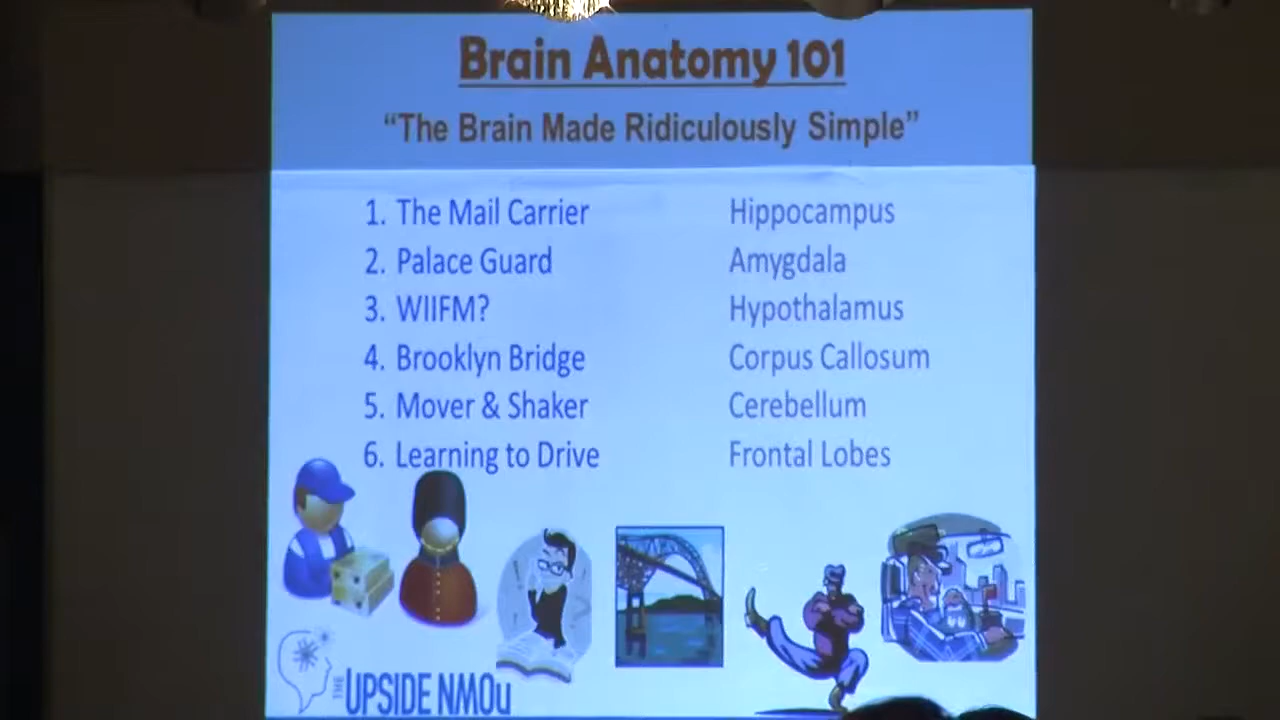 Brain Anatomy 101
“The Brain Made Ridiculously Simple”
1. The Mail Carrier Hippocampus
2. Palace Guard Amygdala
3. WIIFM? Hypothalamus
4. Brooklyn Bridge Corpus Callosum
5. Mover & Shaker Cerebellum
6. Learning to Drive Frontal Lobes
THE UPSIDE NMOu